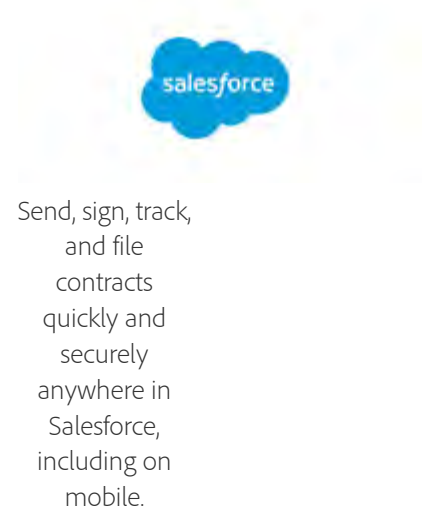 salesforce
Send, sign, track,
and file
contracts
quickly and
securely
anywhere in
Salesforce,
including on
mobile.